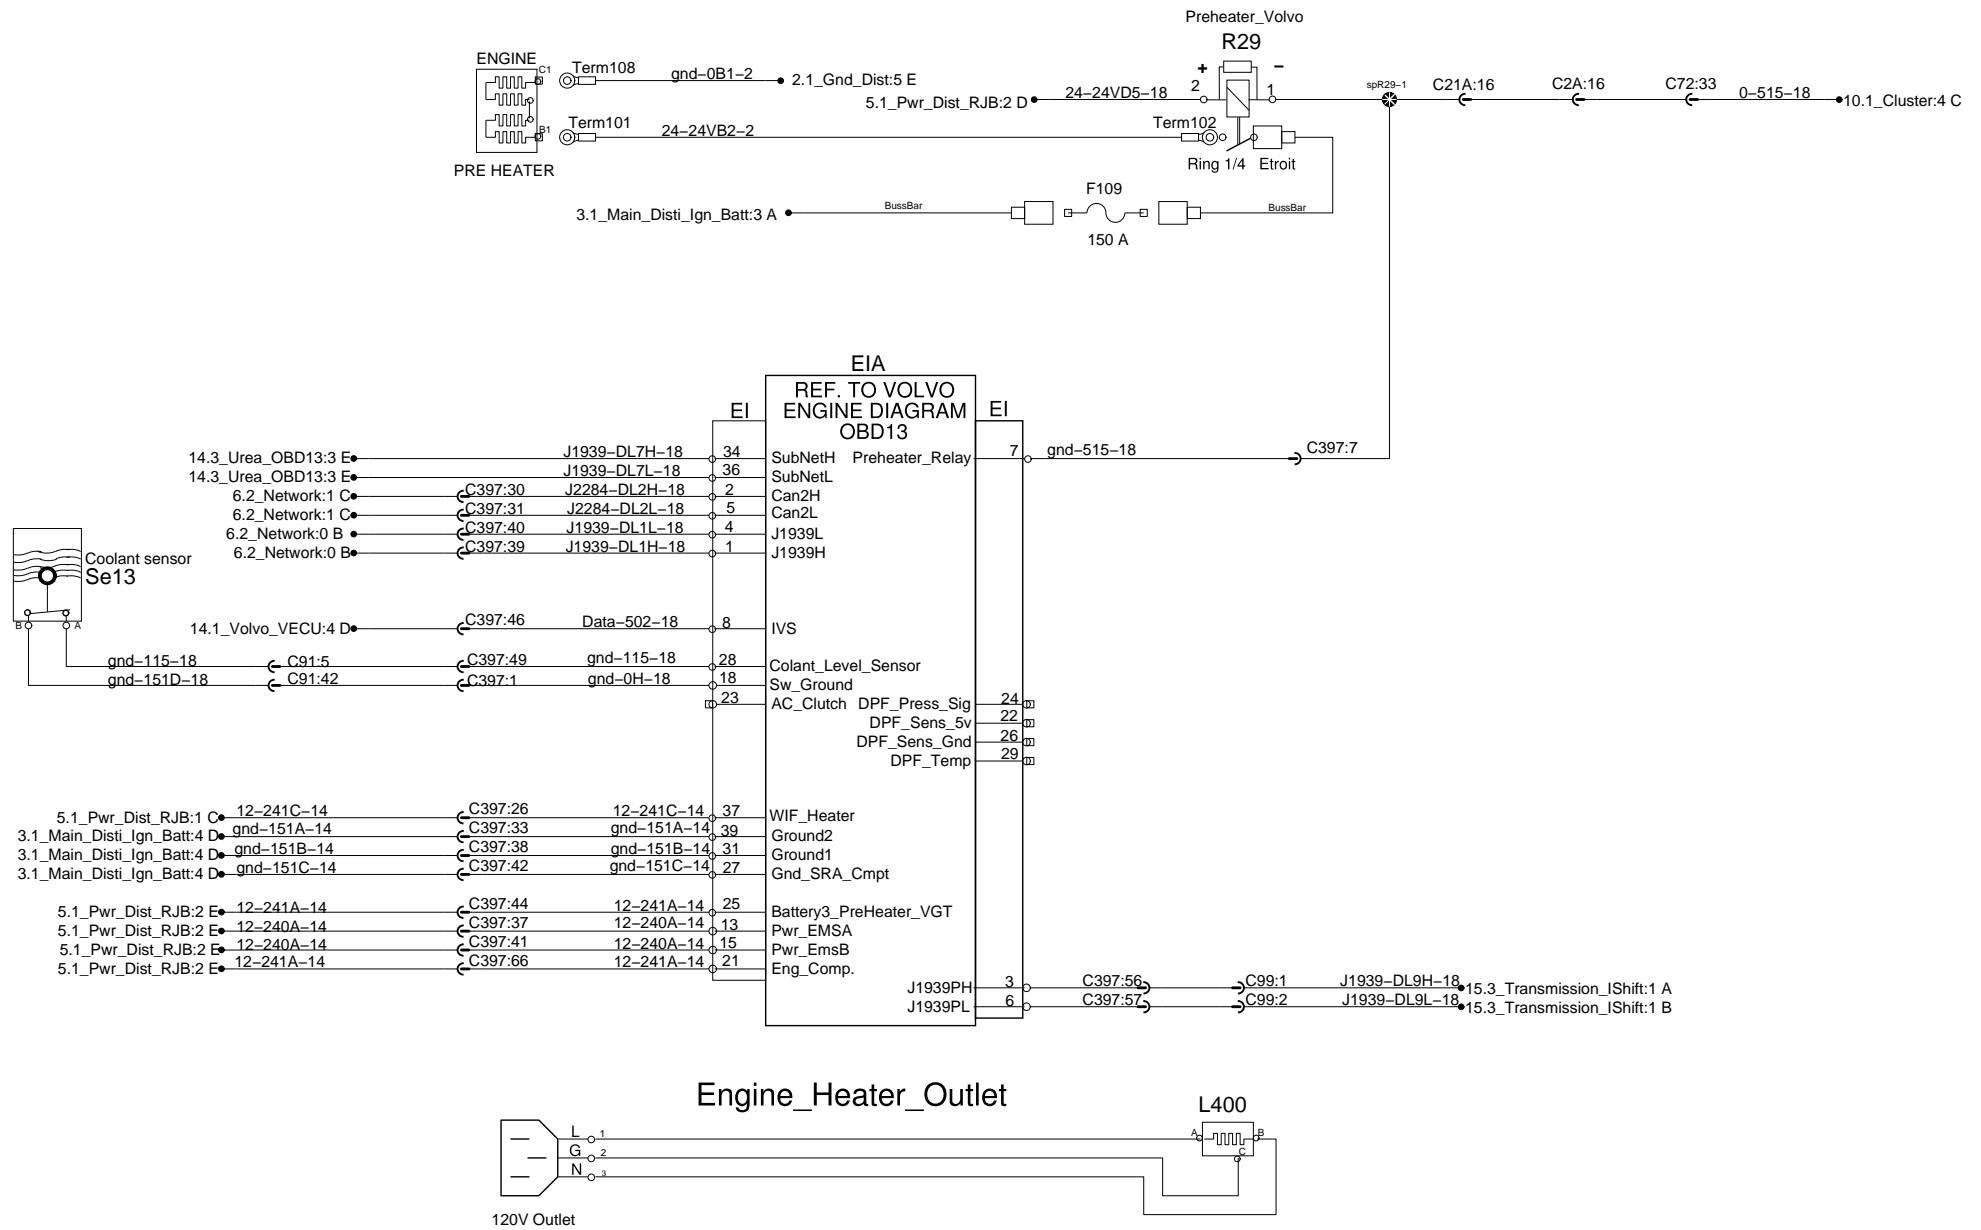 Preheater_Volvo
R29
ENGINE
C1
Term108
gnd-0B1-2
2.1_Gnd_Dist:5 E
+
−
2
1
5.1_Pwr_Dist_RJB:2 D
24-24VD5-18
spR29-1
C21A:16
C2A:16
C72:33
0-515-18
10.1_Cluster:4 C
B1
Term101
24-24VB2-2
Term102
Ring 1/4
Etroit
PRE HEATER
F109
3.1_Main_Disti_Ign_Batt:3 A
BussBar
BussBar
150 A
EIA
REF. TO VOLVO
ENGINE DIAGRAM
OBD13
EI
EI
14.3_Urea_OBD13:3 E
J1939-DL7H-18
34
SubNetH
Preheater_Relay
7
gnd-515-18
C397:7
14.3_Urea_OBD13:3 E
J1939-DL7L-18
36
SubNetL
6.2_Network:1 C
C397:30
J2284-DL2H-18
2
Can2H
6.2_Network:1 C
C397:31
J2284-DL2L-18
5
Can2L
6.2_Network:0 B
C397:40
J1939-DL1L-18
4
J1939L
6.2_Network:0 B
C397:39
J1939-DL1H-18
1
J1939H
Coolant sensor
Se13
B
A
14.1_Volvo_VECU:4 D
C397:46
Data-502-18
8
IVS
gnd-115-18
C91:5
C397:49
gnd-115-18
28
Colant_Level_Sensor
gnd-151D-18
C91:42
C397:1
gnd-0H-18
18
Sw_Ground
23
AC_Clutch
DPF_Press_Sig
24
DPF_Sens_5v
22
DPF_Sens_Gnd
26
DPF_Temp
29
5.1_Pwr_Dist_RJB:1 C
12-241C-14
C397:26
12-241C-14
37
WIF_Heater
3.1_Main_Disti_Ign_Batt:4 D
gnd-151A-14
C397:33
gnd-151A-14
39
Ground2
3.1_Main_Disti_Ign_Batt:4 D
gnd-151B-14
C397:38
gnd-151B-14
31
Ground1
3.1_Main_Disti_Ign_Batt:4 D
gnd-151C-14
C397:42
gnd-151C-14
27
Gnd_SRA_Cmpt
5.1_Pwr_Dist_RJB:2 E
12-241A-14
C397:44
12-241A-14
25
Battery3_PreHeater_VGT
5.1_Pwr_Dist_RJB:2 E
12-240A-14
C397:37
12-240A-14
13
Pwr_EMSA
5.1_Pwr_Dist_RJB:2 E
12-240A-14
C397:41
12-240A-14
15
Pwr_EmsB
5.1_Pwr_Dist_RJB:2 E
12-241A-14
C397:66
12-241A-14
21
Eng_Comp.
J1939PH
3
C397:56
C99:1
J1939-DL9H-18
15.3_Transmission_IShift:1 A
J1939PL
6
C397:57
C99:2
J1939-DL9L-18
15.3_Transmission_IShift:1 B
Engine_Heater_Outlet
L400
L
1
A
B
G
2
C
N
3
120V Outlet